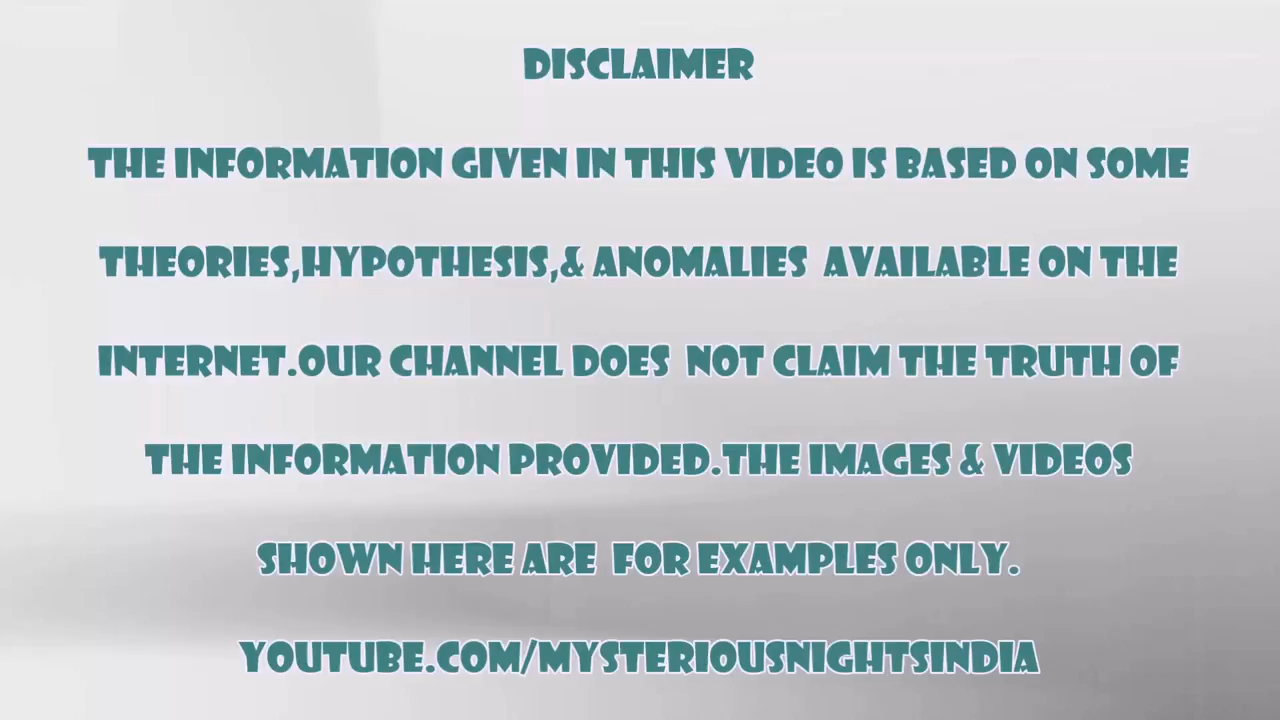 DISCLAIMER
THE INFORMATION GIVEN IN THIS VIDEO IS BASED ON SOME
THEORIES,HYPOTHESIS,& ANOMALIES AVAILABLE ON THE
INTERNET.OUR CHANNEL DOES NOT CLAIM THE TRUTH OF
THE INFORMATION PROVIDED.THE IMAGES & VIDEOS
SHOWN HERE ARE FOR EXAMPLES ONLY.
YOUTUBE.COM/MYSTERIOUSNIGHTSINDIA